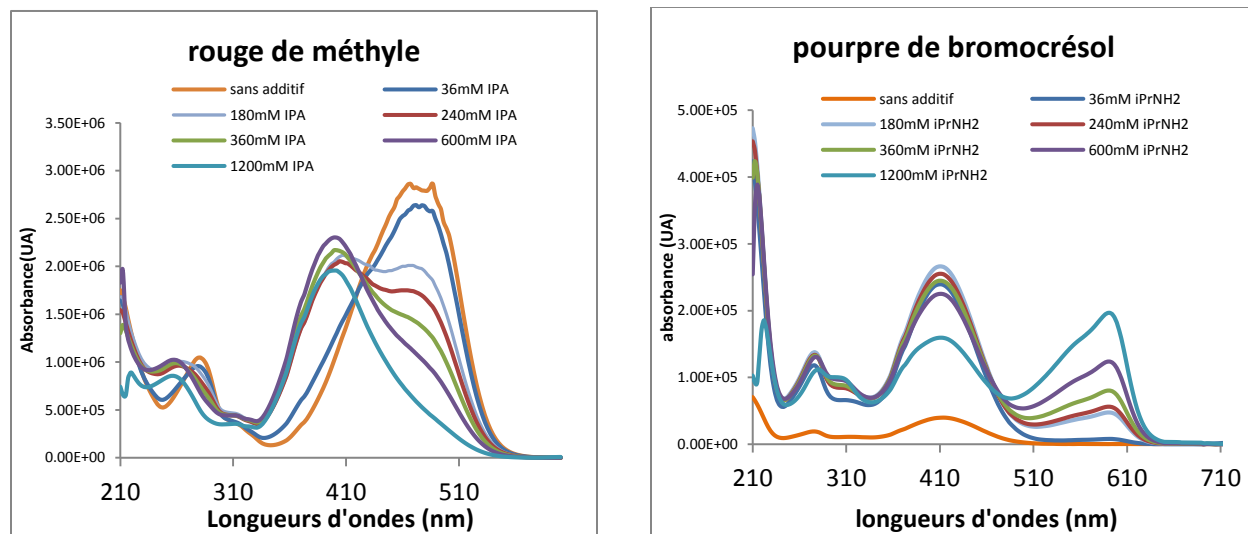 rouge de méthyle
sans additif
36mM IPA
180mM IPA
240mM IPA
360mM IPA
600mM IPA
1200mM IPA
3.50E+06
3.00E+06
2.50E+06
2.00E+06
1.50E+06
1.00E+06
5.00E+05
0.00E+00
Absorbance(UA)
210 310 410 510
Longueurs d'ondes (nm)
pourpre de bromocrésol
sans additif
36mM iPrNH2
180mM iPrNH2
240mM iPrNH2
360mM iPrNH2
600mM iPrNH2
1200mM iPrNH2
5.00E+05
4.00E+05
3.00E+05
2.00E+05
1.00E+05
0.00E+00
absorbance (UA)
210 310 410 510 610 710
longueurs d'ondes (nm)